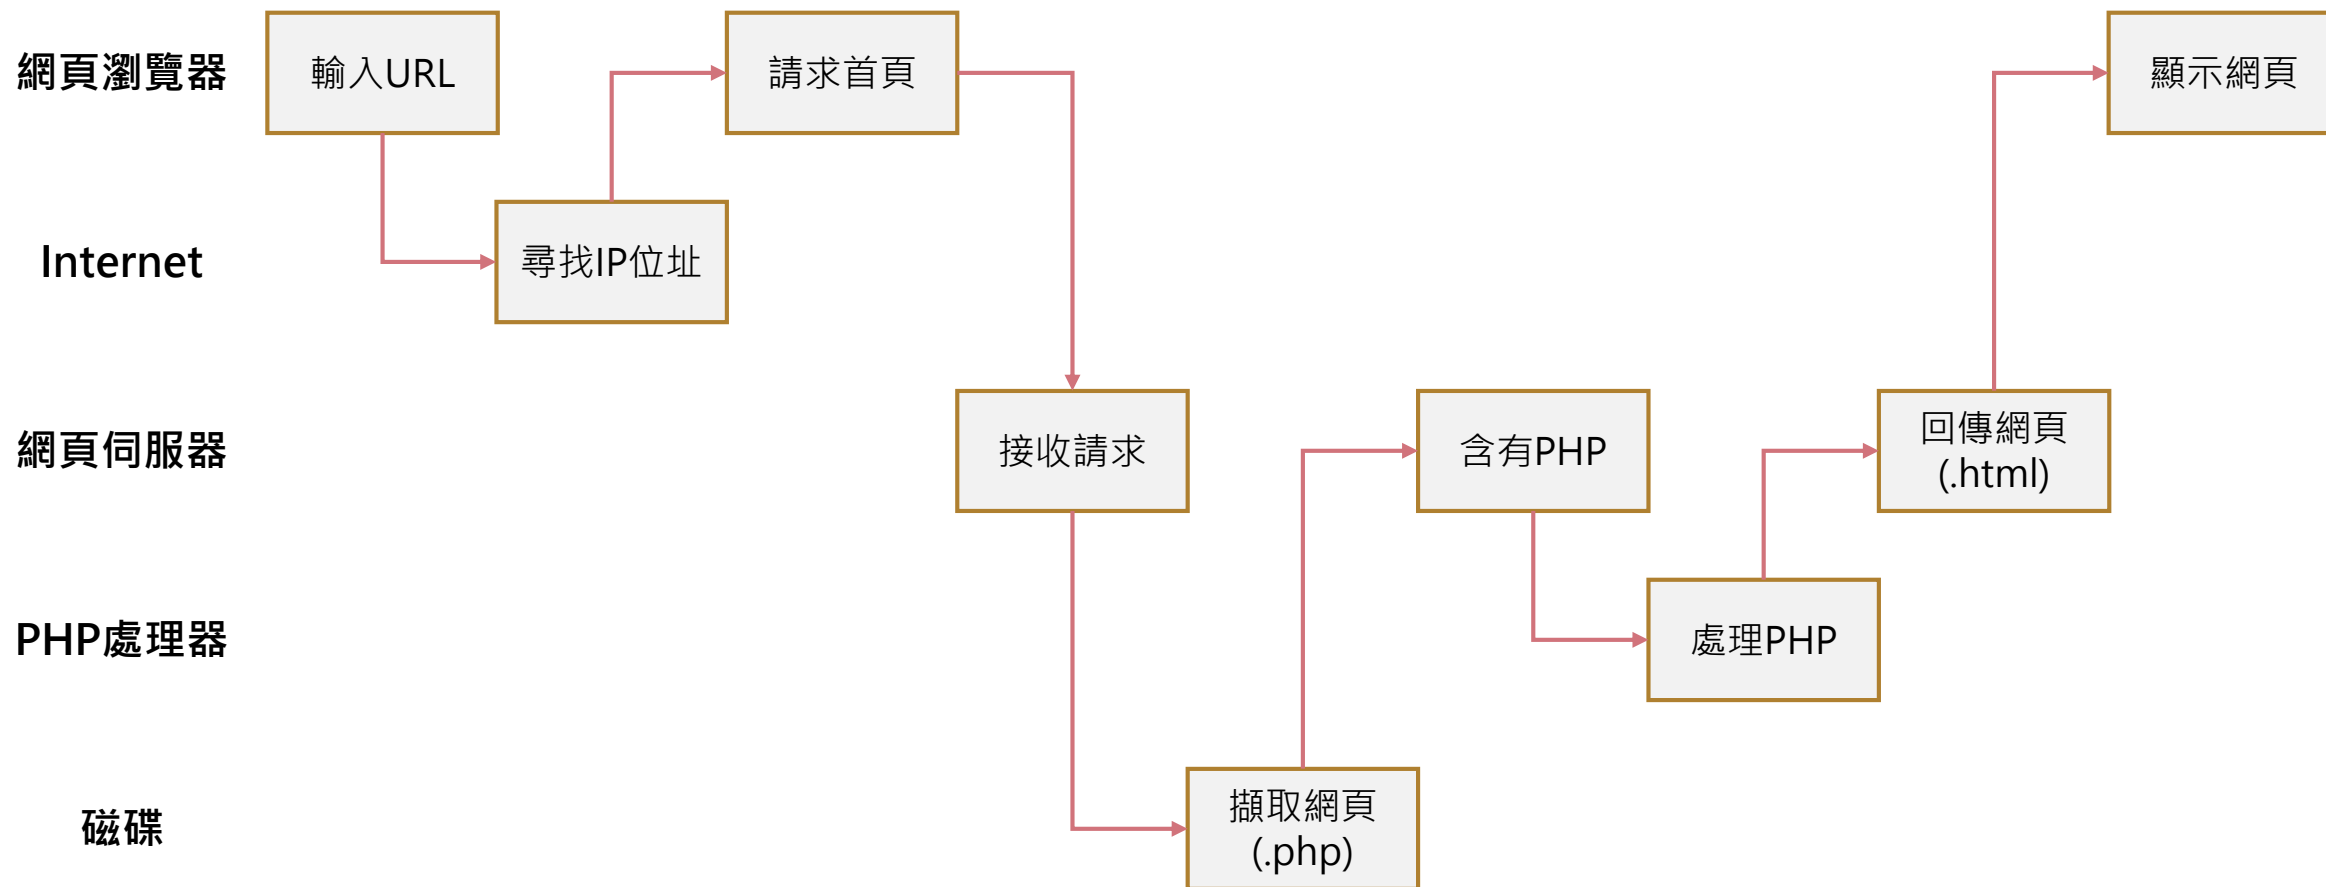 網頁瀏覽器
輸入URL
請求首頁
顯示網頁
Internet
尋找IP位址
網頁伺服器
接收請求
含有PHP
回傳網頁
(.html)
PHP處理器
處理PHP
磁碟
擷取網頁
(.php)